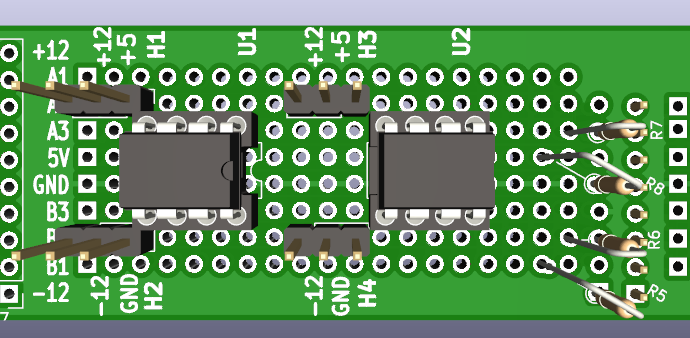 +12
A1
A
A3
5V
GND
B3
B
B1
-12
7
+12
+5
H1
U1
+12
+5
H3
U2
-12
GND
H2
-12
GND
H4
R7
R8
R6
R5